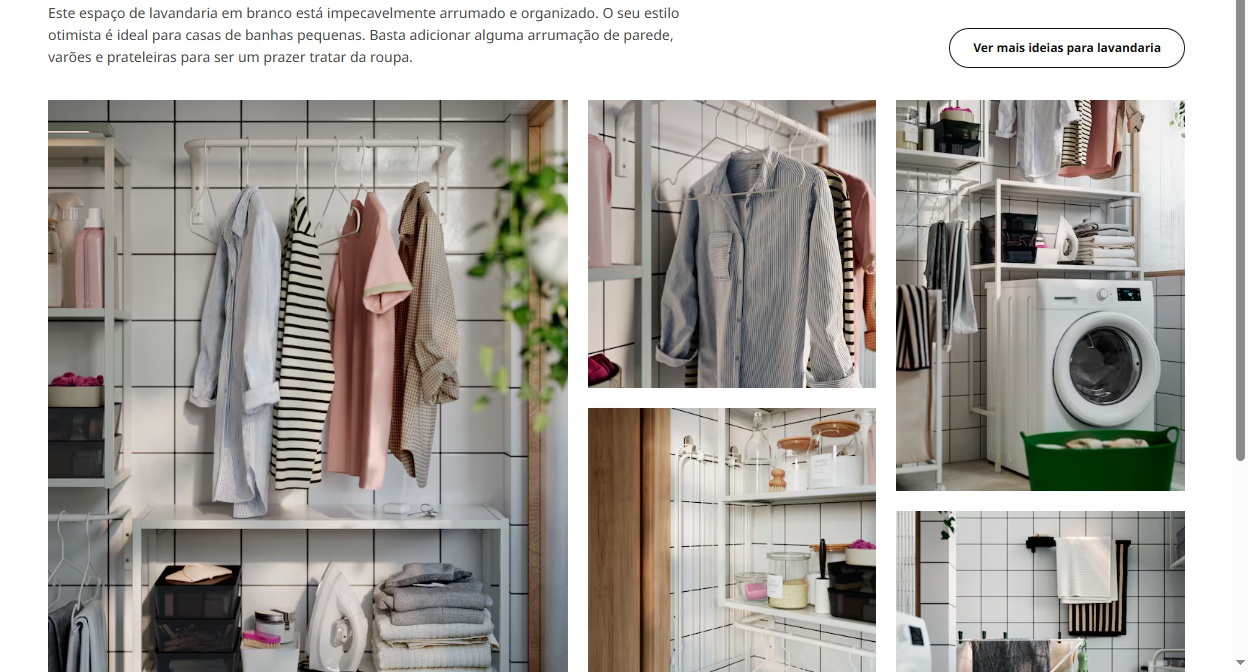 Este espaço de lavandaria em branco está impecavelmente arrumado e organizado. O seu estilo
otimista é ideal para casas de banhas pequenas. Basta adicionar alguma arrumação de parede,
varões e prateleiras para ser um prazer tratar da roupa.
Ver mais ideias para lavandaria